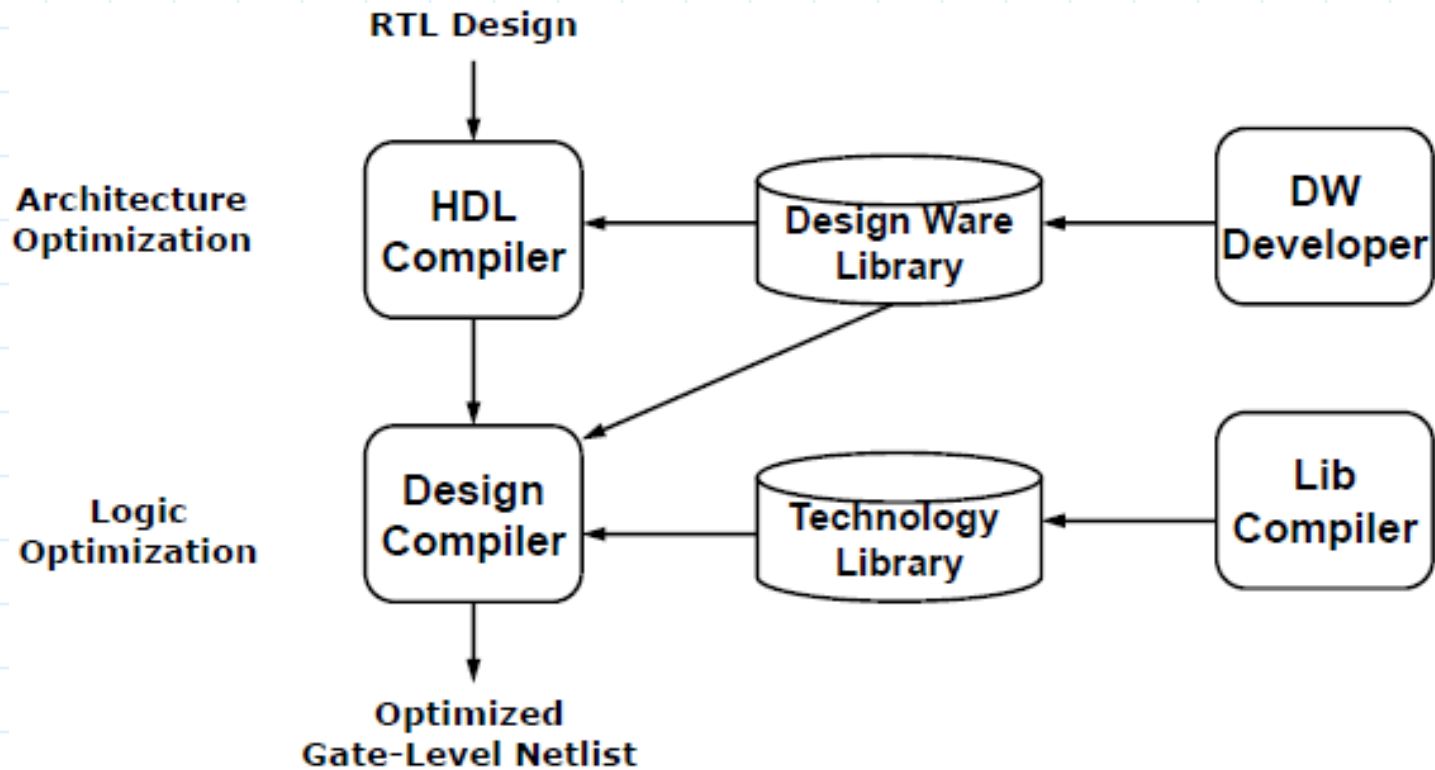 RTL Design
Architecture
Optimization
HDL
Compiler
Design Ware
Library
DW
Developer
Logic
Optimization
Design
Compiler
Technology
Library
Lib
Compiler
Optimized
Gate-Level Netlist